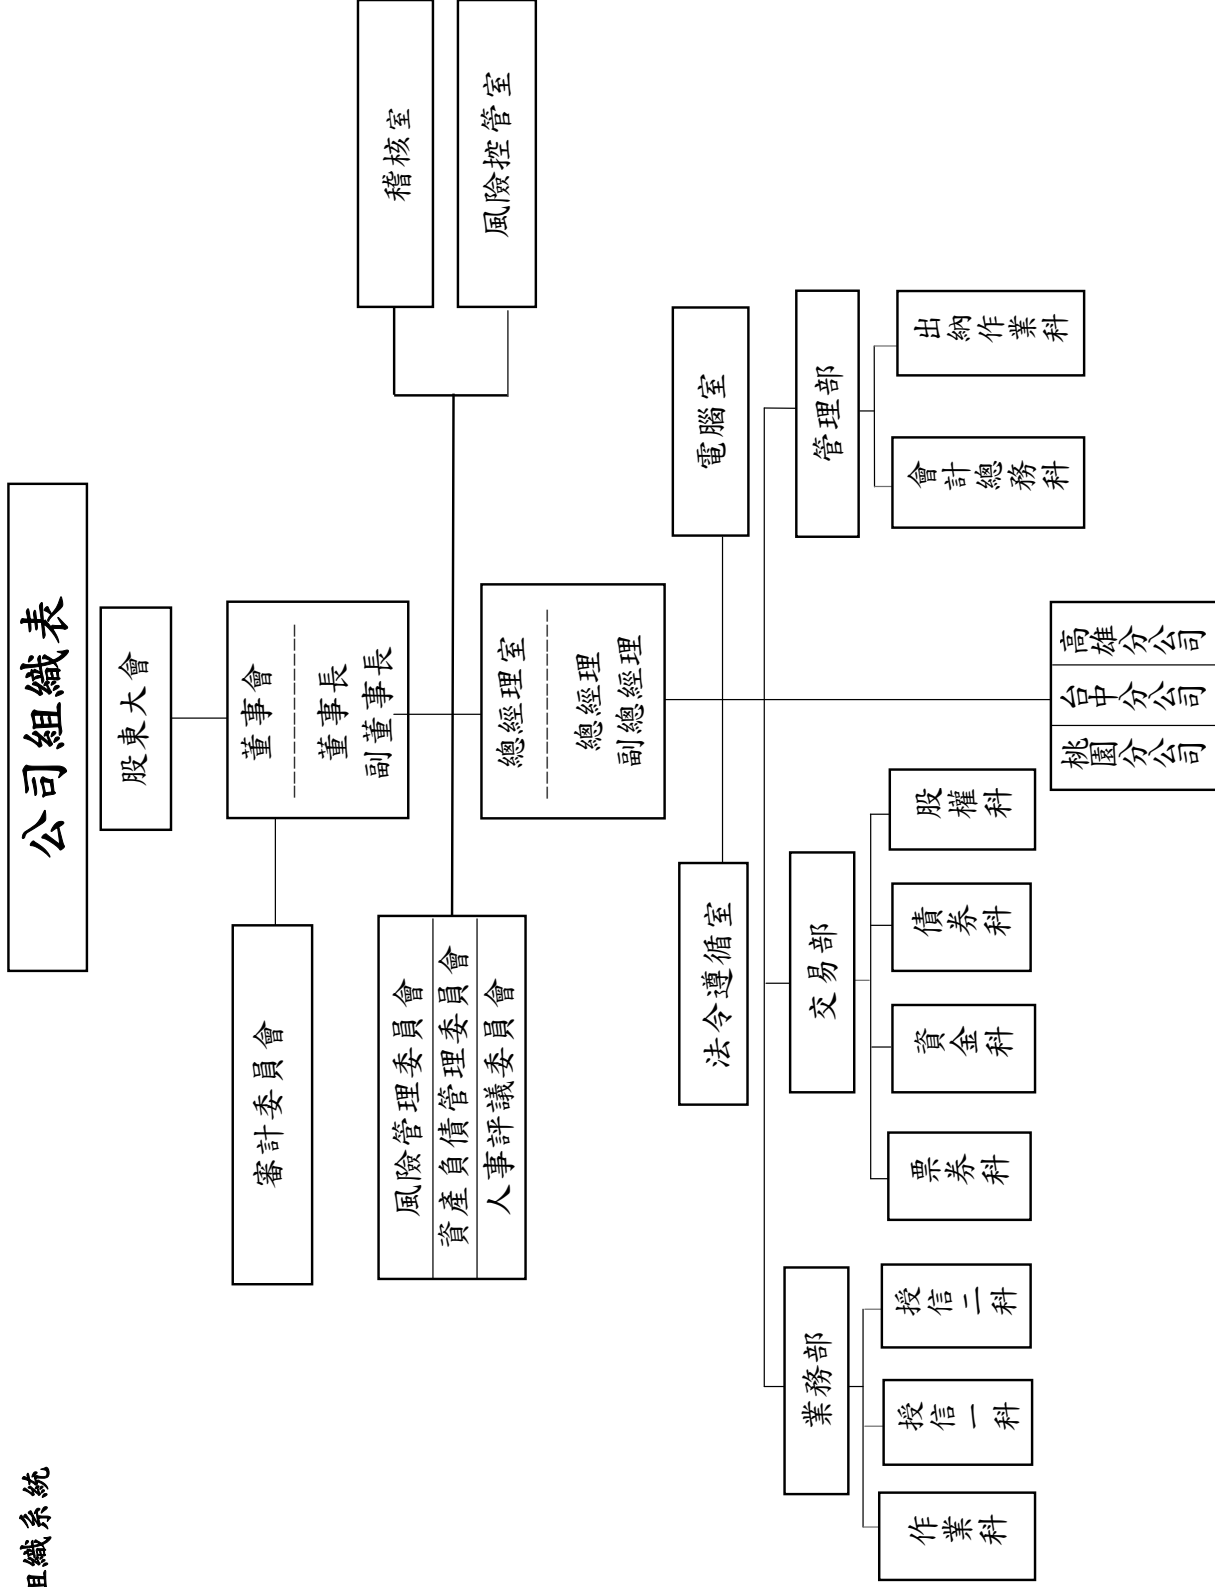 組織系統
公司組織表
股東大會
董事會
董事長
副董事長
審計委員會
稽核室
風險控管室
風險管理委員會
資產負債管理委員會
人事評議委員會
總經理室
總經理
副總經理
法令遵循室
電腦室
業務部
交易部
管理部
作業科
授信一科
授信二科
票券科
資金科
債券科
股權科
會計總務科
出納作業科
桃園分公司
台中分公司
高雄分公司